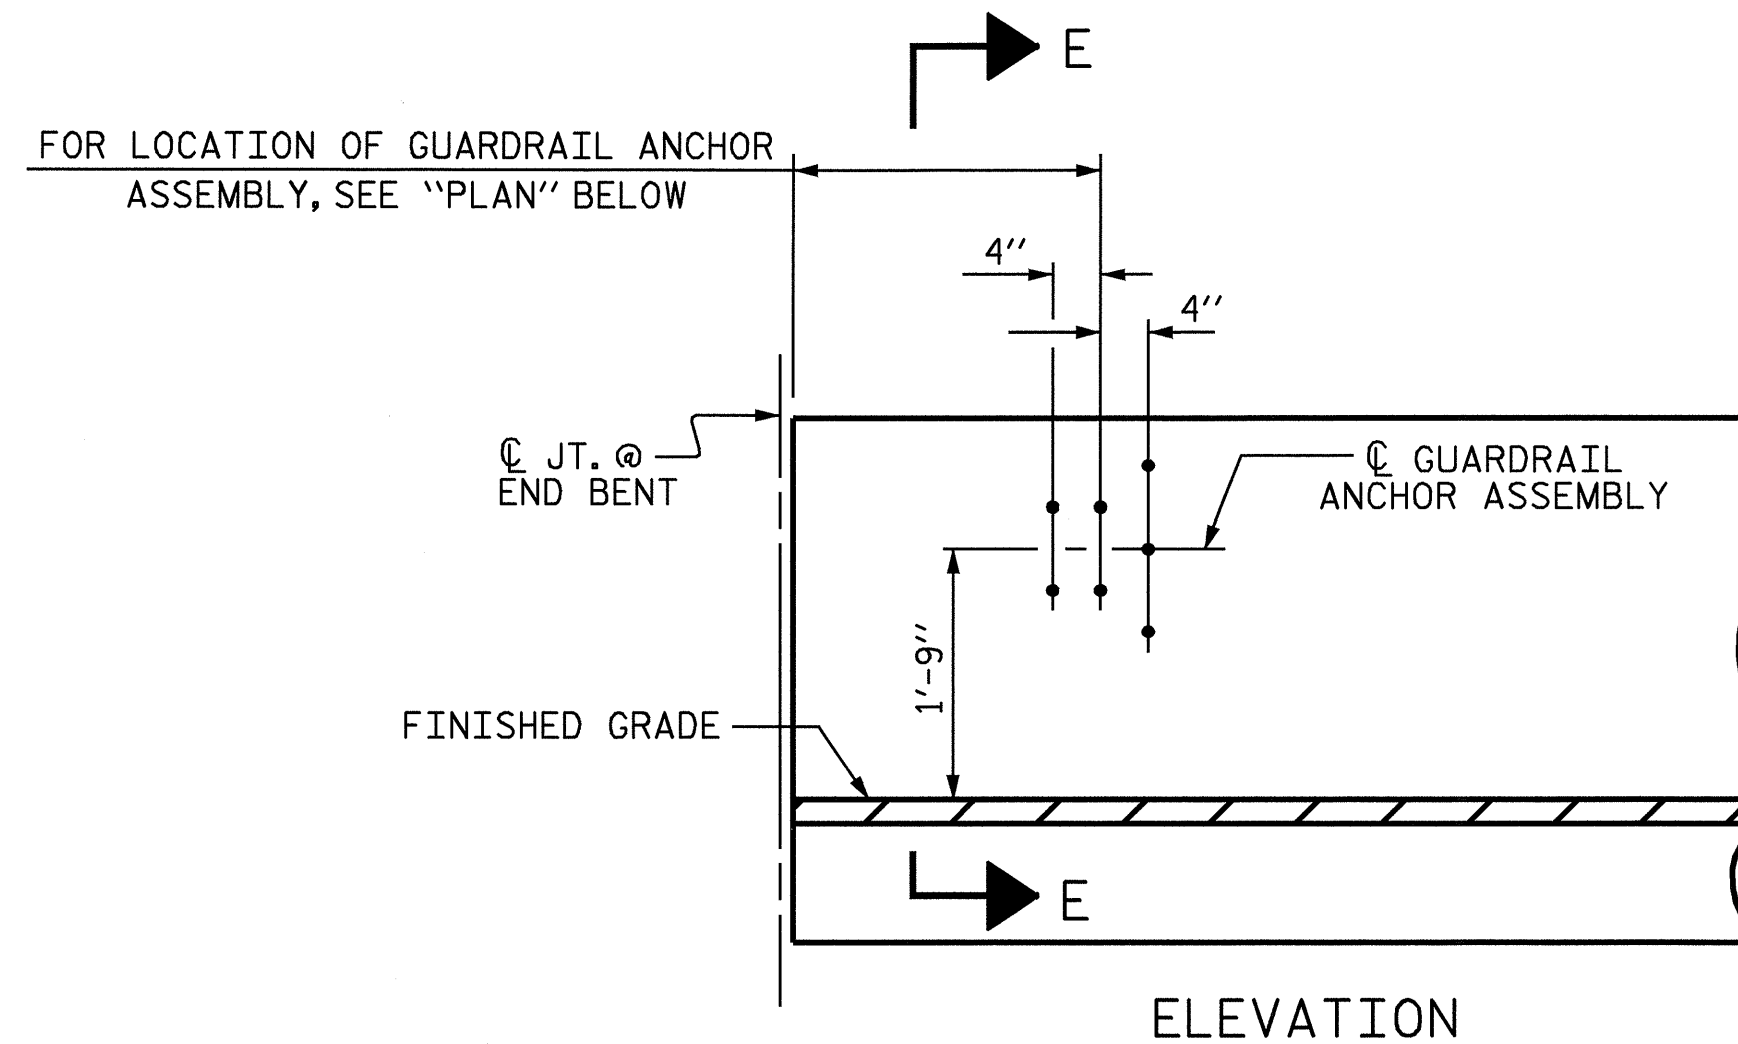 E
FOR LOCATION OF GUARDRAIL ANCHOR
ASSEMBLY, SEE "PLAN" BELOW
4"
4"
℄ JT. @
END BENT
℄ GUARDRAIL
ANCHOR ASSEMBLY
1'-9"
FINISHED GRADE
E
ELEVATION